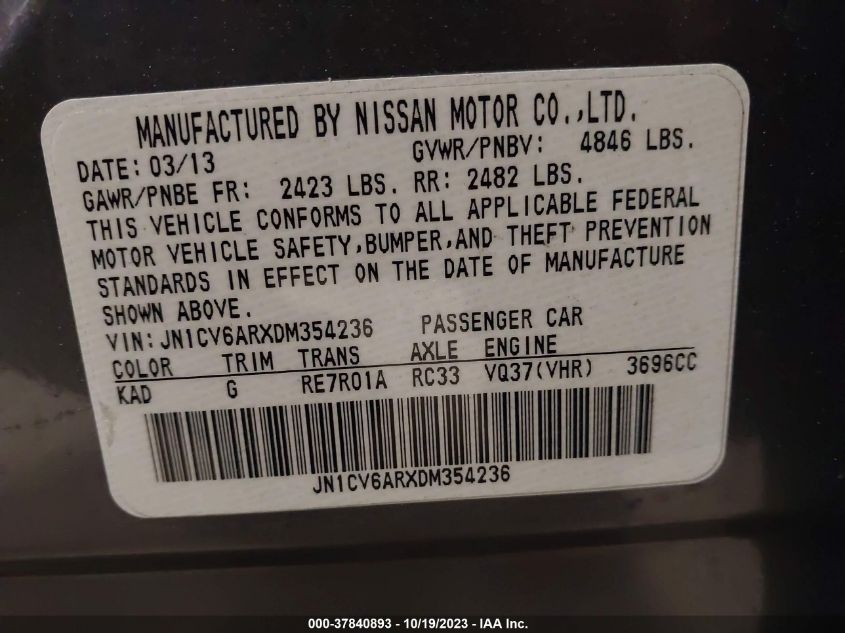 MANUFACTURED BY NISSAN MOTOR CO.,LTD.
DATE: 03/13 GVWR/PNBV: 4846 LBS.
GAWR/PNBE FR: 2423 LBS. RR: 2482 LBS.
THIS VEHICLE CONFORMS TO ALL APPLICABLE FEDERAL
MOTOR VEHICLE SAFETY,BUMPER,AND THEFT PREVENTION
STANDARDS IN EFFECT ON THE DATE OF MANUFACTURE
SHOWN ABOVE.
VIN: JN1CV6ARXDM354236 PASSENGER CAR
COLOR TRIM TRANS AXLE ENGINE
KAD G RE7R01A RC33 VQ37(VHR) 3696CC
JN1CV6ARXDM354236
000-37840893 - 10/19/2023 - IAA Inc.